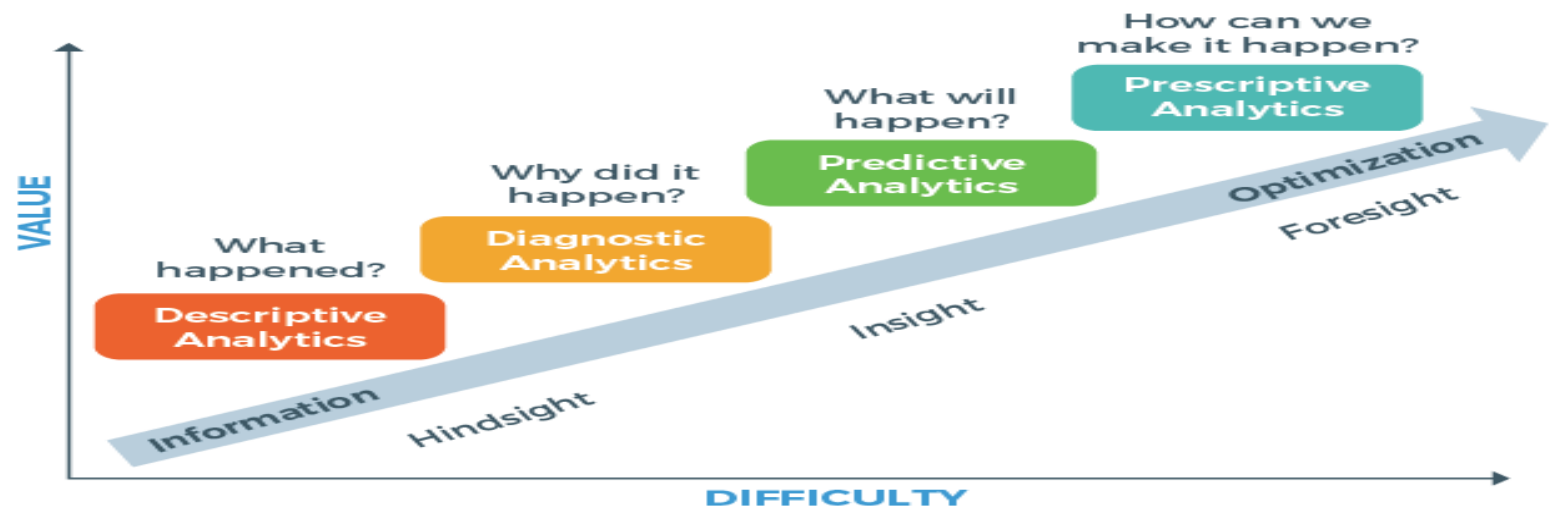 How can we
make it happen?
Prescriptive
Analytics
What will
happen?
Predictive
Analytics
Why did it
happen?
Diagnostic
Analytics
What
happened?
Descriptive
Analytics
VALUE
Information
Optimization
Hindsight
Insight
Foresight
DIFFICULTY